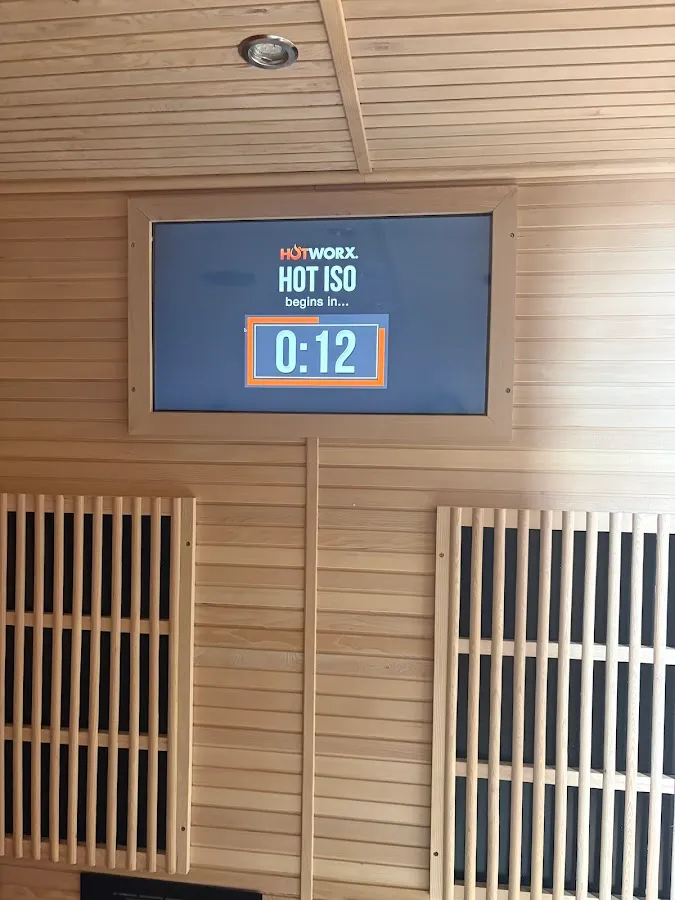 HOTWORX.
HOT ISO
begins in...
0:12